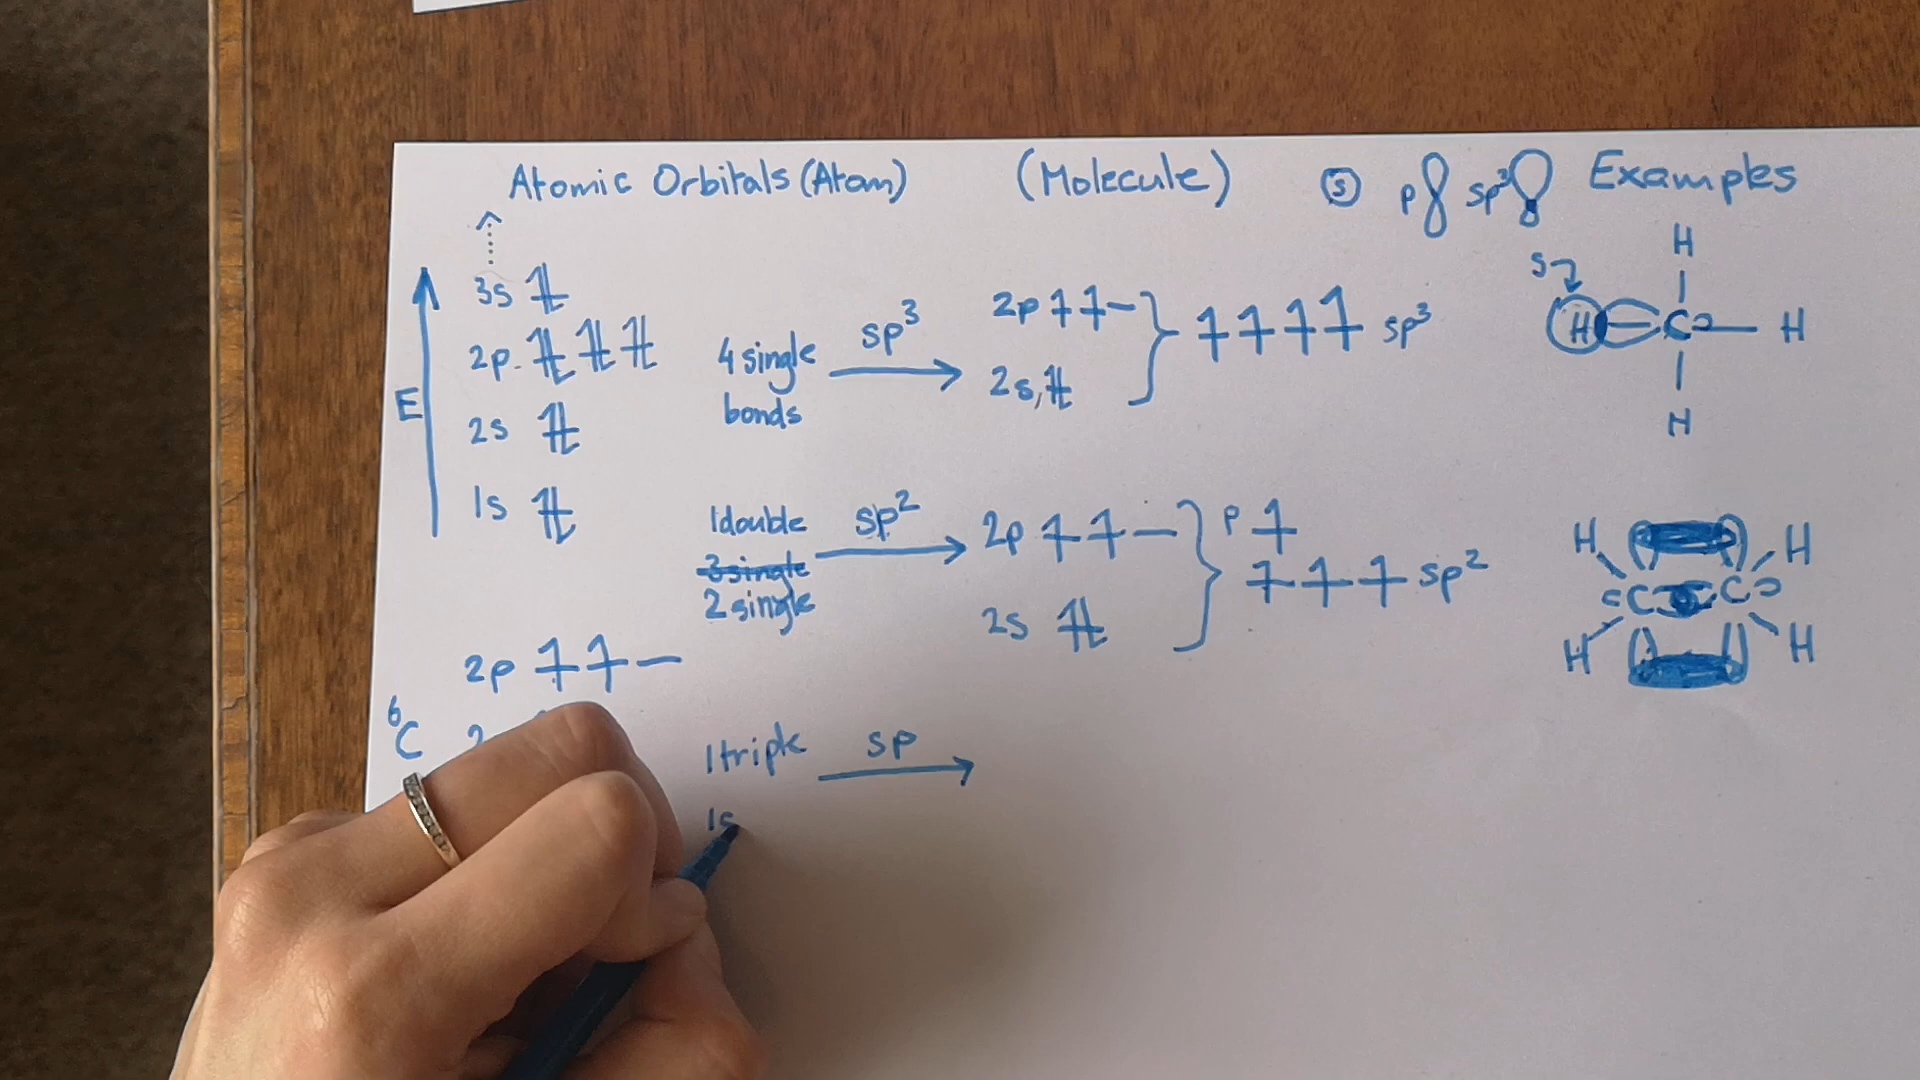 Atomic Orbitals (Atom)
(Molecule)
s p sp³ Examples
E
3s ⥮
2p ⥮ ⥮ ⥮
2s ⥮
1s ⥮
4 single
bonds
sp³
2p ↿ ↿ –
2s ⥮
↿ ↿ ↿ ↿ sp³
s
H
H C H
H
1 double
3 single
2 single
sp²
2p ↿ ↿ –
2s ⥮
p ↿
↿ ↿ ↿ sp²
H H
C C
H H
2p ↿ ↿ –
6
C
1 triple
sp
1s